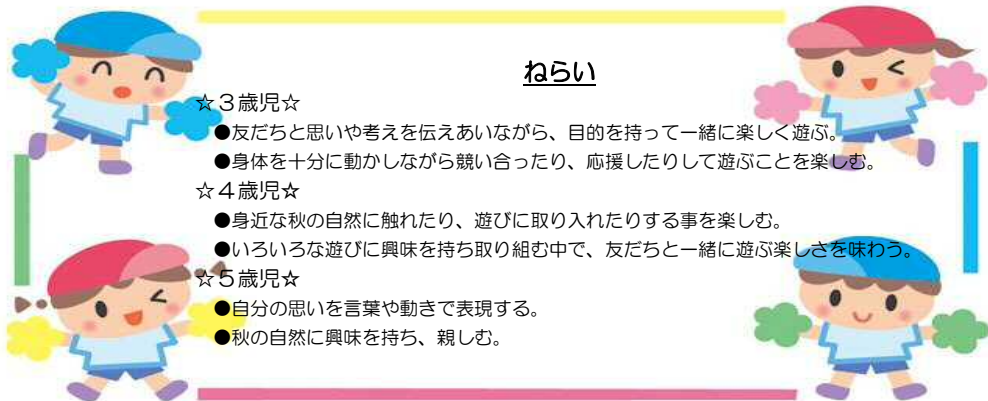 ねらい
☆3歳児☆
●友だちと思いや考えを伝えあいながら、目的を持って一緒に楽しく遊ぶ。
●身体を十分に動かしながら競い合ったり、応援したりして遊ぶことを楽しむ。
☆4歳児☆
●身近な秋の自然に触れたり、遊びに取り入れたりする事を楽しむ。
●いろいろな遊びに興味を持ち取り組む中で、友だちと一緒に遊ぶ楽しさを味わう。
☆5歳児☆
●自分の思いを言葉や動きで表現する。
●秋の自然に興味を持ち、親しむ。